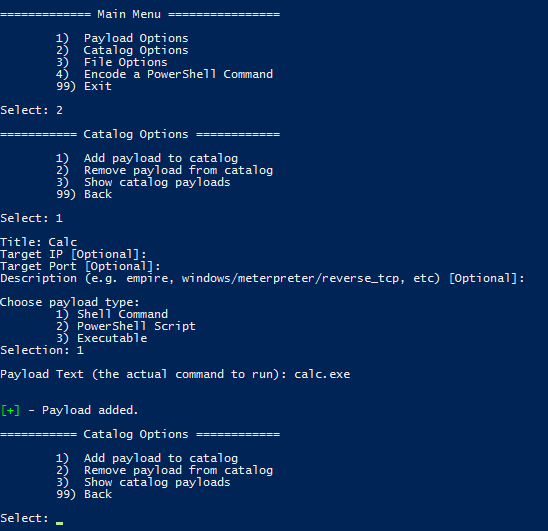 ============= Main Menu ================
1) Payload Options
2) Catalog Options
3) File Options
4) Encode a PowerShell Command
99) Exit
Select: 2
=========== Catalog Options ============
1) Add payload to catalog
2) Remove payload from catalog
3) Show catalog payloads
99) Back
Select: 1
Title: Calc
Target IP [Optional]:
Target Port [Optional]:
Description (e.g. empire, windows/meterpreter/reverse_tcp, etc) [Optional]:
Choose payload type:
1) Shell Command
2) PowerShell Script
3) Executable
Selection: 1
Payload Text (the actual command to run): calc.exe
[+] - Payload added.
=========== Catalog Options ============
1) Add payload to catalog
2) Remove payload from catalog
3) Show catalog payloads
99) Back
Select: _